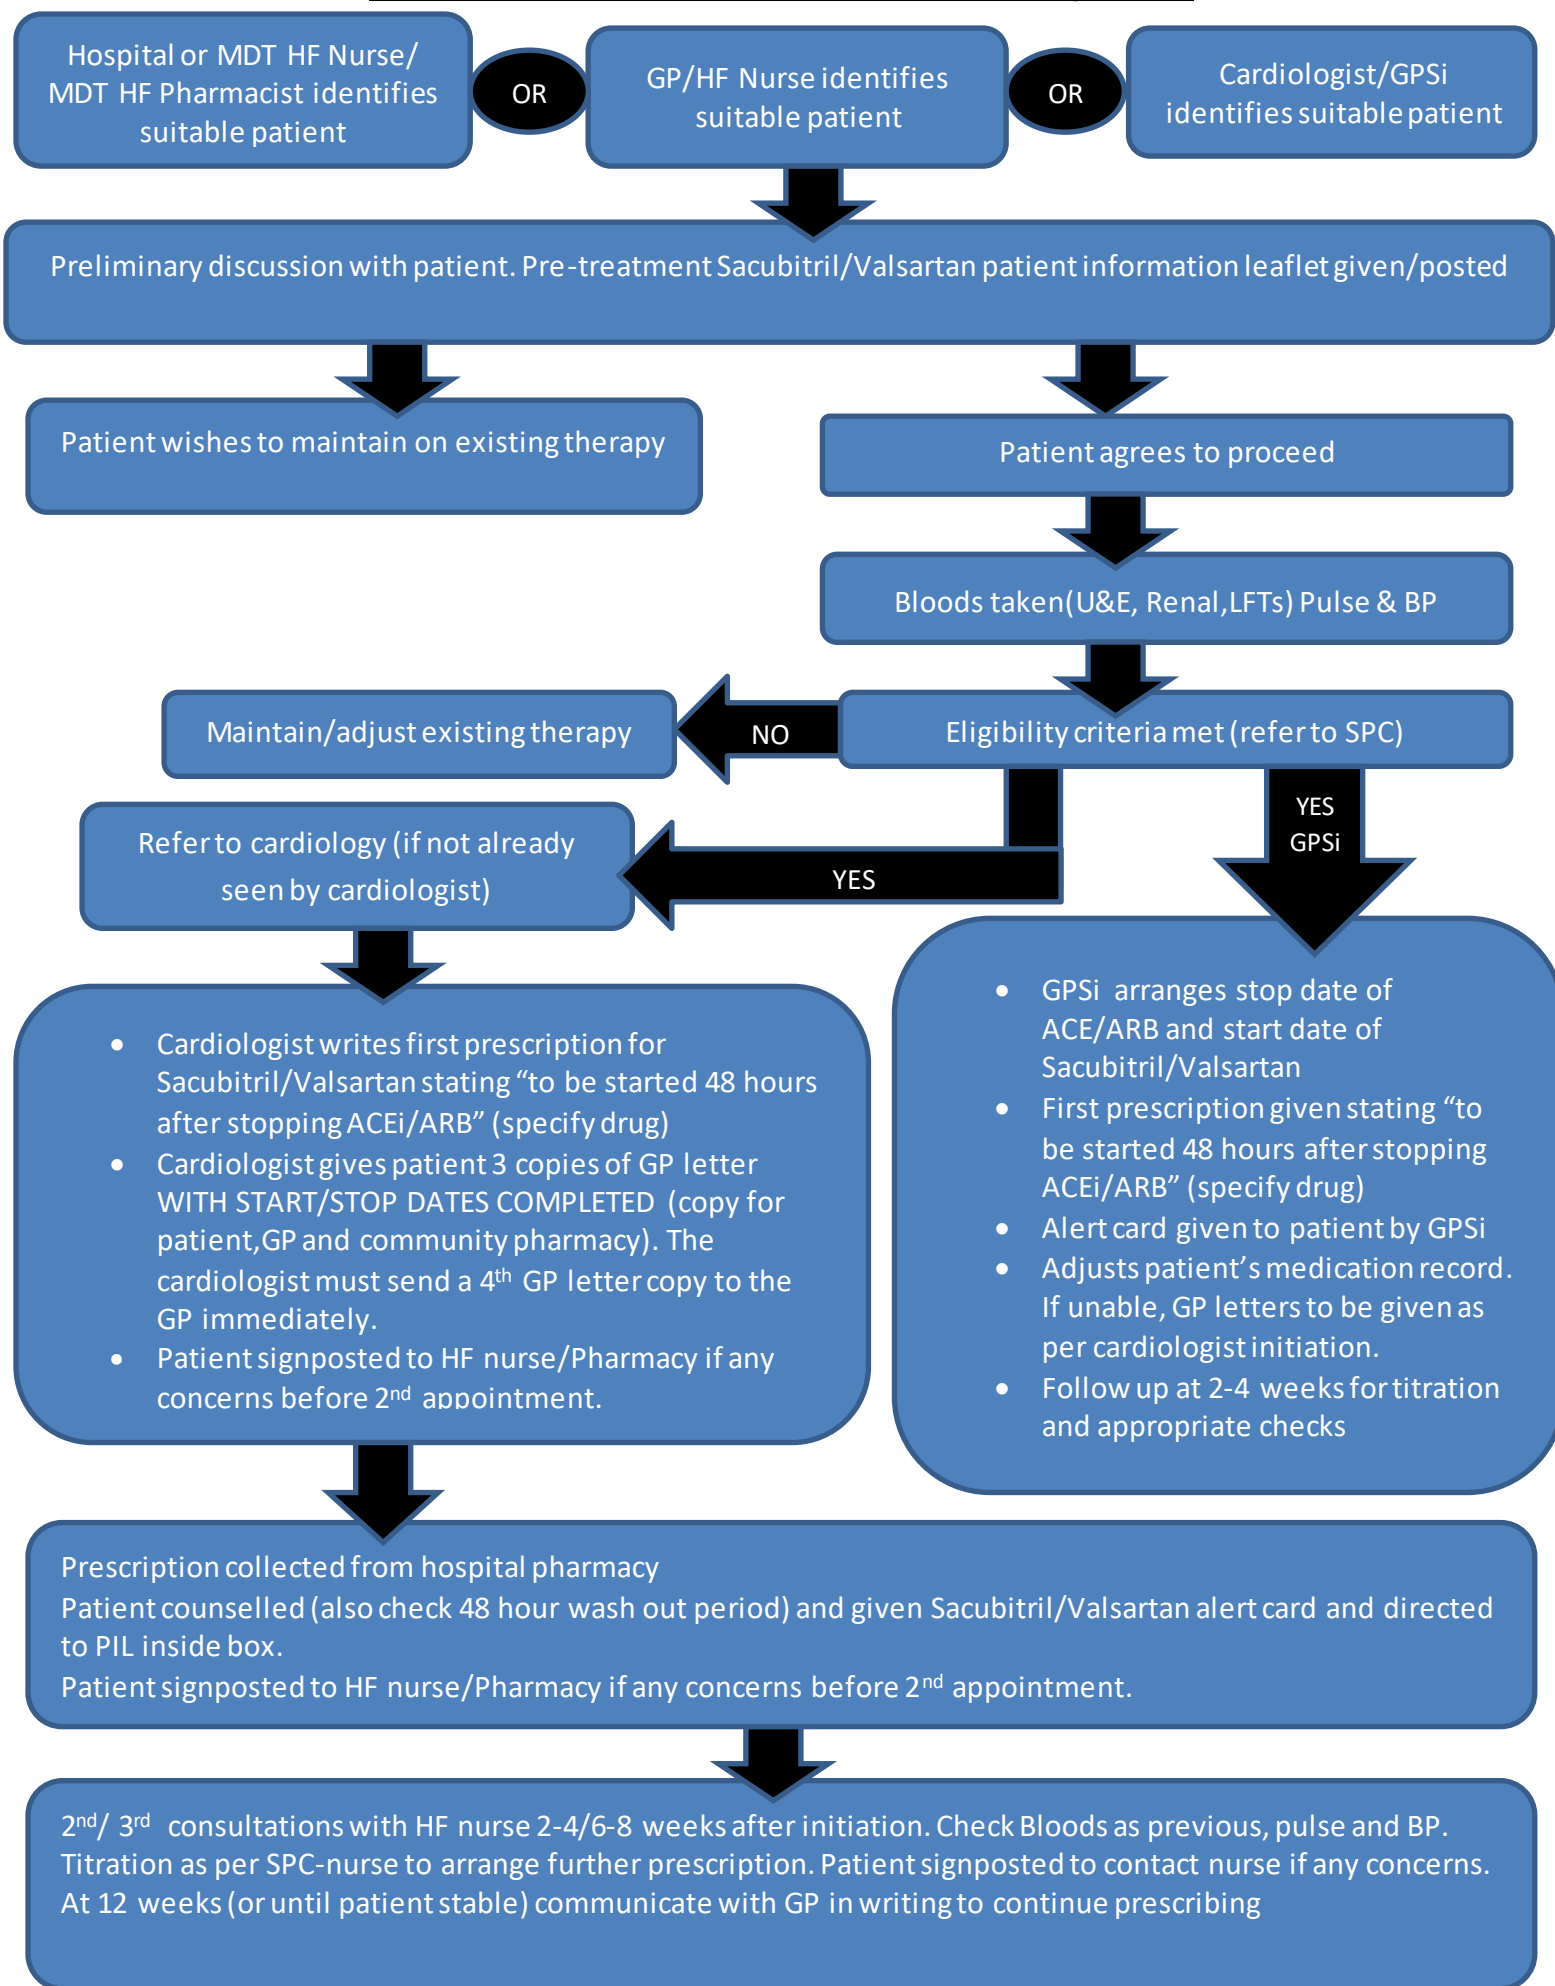 Hospital or MDT HF Nurse/
MDT HF Pharmacist identifies
suitable patient
OR
GP/HF Nurse identifies
suitable patient
OR
Cardiologist/GPSi
identifies suitable patient
Preliminary discussion with patient. Pre-treatment Sacubitril/Valsartan patient information leaflet given/posted
Patient wishes to maintain on existing therapy
Patient agrees to proceed
Bloods taken(U&E, Renal,LFTs) Pulse & BP
Maintain/adjust existing therapy
NO
Eligibility criteria met (refer to SPC)
YES
GPSi
Refer to cardiology (if not already
seen by cardiologist)
YES
• Cardiologist writes first prescription for
Sacubitril/Valsartan stating “to be started 48 hours
after stopping ACEi/ARB” (specify drug)
• Cardiologist gives patient 3 copies of GP letter
WITH START/STOP DATES COMPLETED (copy for
patient,GP and community pharmacy). The
cardiologist must send a 4th GP letter copy to the
GP immediately.
• Patient signposted to HF nurse/Pharmacy if any
concerns before 2nd appointment.
• GPSi arranges stop date of
ACE/ARB and start date of
Sacubitril/Valsartan
• First prescription given stating “to
be started 48 hours after stopping
ACEi/ARB” (specify drug)
• Alert card given to patient by GPSi
• Adjusts patient’s medication record.
If unable, GP letters to be given as
per cardiologist initiation.
• Follow up at 2-4 weeks for titration
and appropriate checks
Prescription collected from hospital pharmacy
Patient counselled (also check 48 hour wash out period) and given Sacubitril/Valsartan alert card and directed
to PIL inside box.
Patient signposted to HF nurse/Pharmacy if any concerns before 2nd appointment.
2nd/ 3rd consultations with HF nurse 2-4/6-8 weeks after initiation. Check Bloods as previous, pulse and BP.
Titration as per SPC-nurse to arrange further prescription. Patient signposted to contact nurse if any concerns.
At 12 weeks (or until patient stable) communicate with GP in writing to continue prescribing